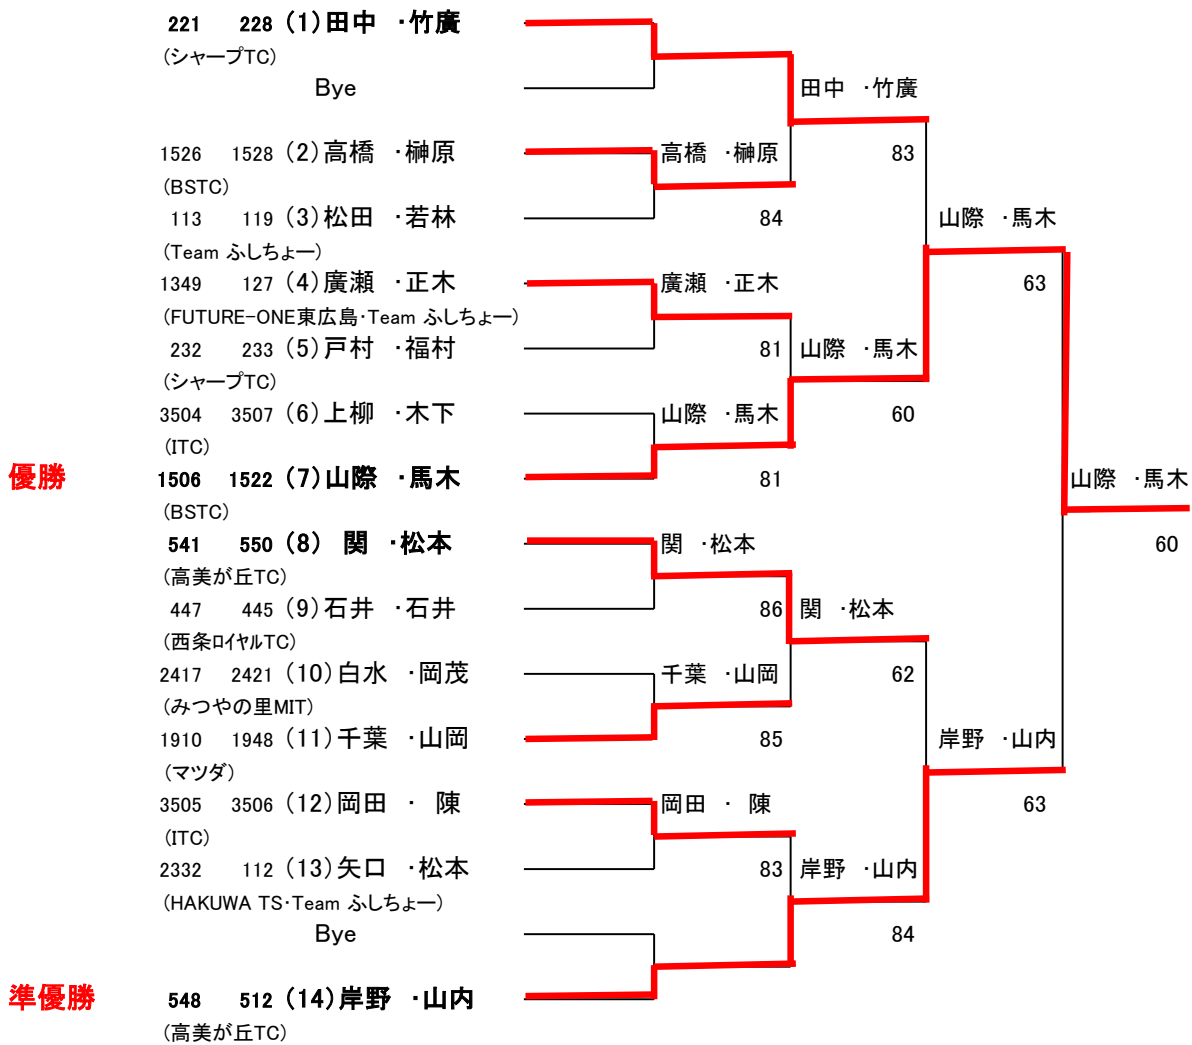 221 228 (1)田中 ・竹廣
(シャープTC)
Bye 田中 ・竹廣
1526 1528 (2)高橋 ・榊原 高橋 ・榊原 83
(BSTC)
113 119 (3)松田 ・若林 84 山際 ・馬木
(Team ふしちょー)
1349 127 (4)廣瀬 ・正木 廣瀬 ・正木 63
(FUTURE-ONE東広島・Team ふしちょー)
232 233 (5)戸村 ・福村 81 山際 ・馬木
(シャープTC)
3504 3507 (6)上柳 ・木下 山際 ・馬木 60
(ITC)
優勝 1506 1522 (7)山際 ・馬木 81 山際 ・馬木
(BSTC)
541 550 (8) 関 ・松本 関 ・松本 60
(高美が丘TC)
447 445 (9)石井 ・石井 86 関 ・松本
(西条ロイヤルTC)
2417 2421 (10)白水 ・岡茂 千葉 ・山岡 62
(みつやの里MIT)
1910 1948 (11)千葉 ・山岡 85 岸野 ・山内
(マツダ)
3505 3506 (12)岡田 ・ 陳 岡田 ・ 陳 63
(ITC)
2332 112 (13)矢口 ・松本 83 岸野 ・山内
(HAKUWA TS・Team ふしちょー)
Bye 84
準優勝 548 512 (14)岸野 ・山内
(高美が丘TC)